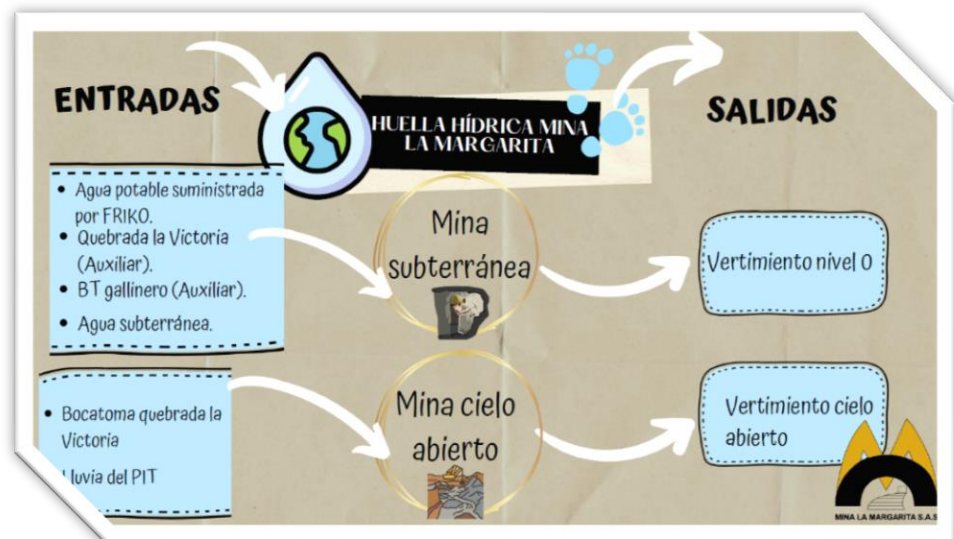 ENTRADAS
HUELLA HÍDRICA MINA
LA MARGARITA
SALIDAS
• Agua potable suministrada
por FRIKO.
• Quebrada la Victoria
(Auxiliar).
• BT gallinero (Auxiliar).
• Agua subterránea.
Mina
subterránea
Vertimiento nivel 0
• Bocatoma quebrada la
Victoria
luvia del PIT
Mina cielo
abierto
Vertimiento cielo
abierto
MINA LA MARGARITA S.A.S